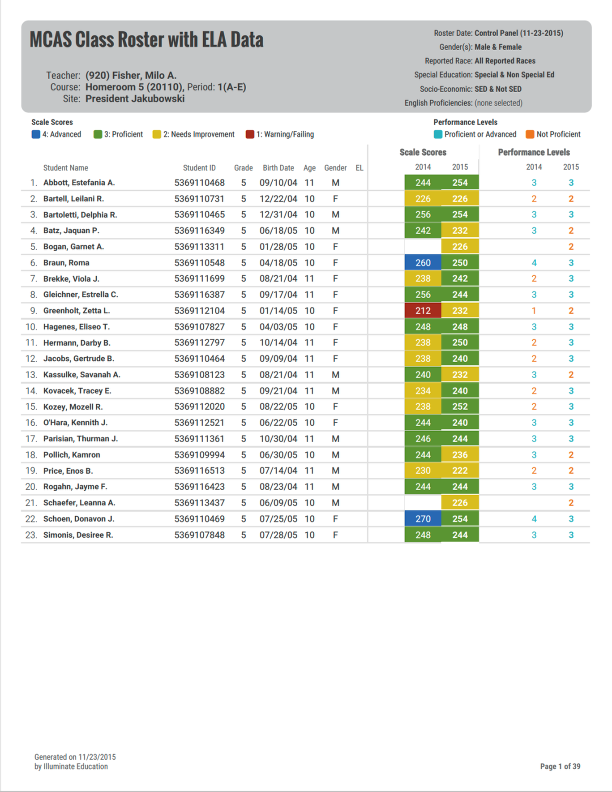 MCAS Class Roster with ELA Data
Teacher: (920) Fisher, Milo A.
Course: Homeroom 5 (20110), Period: 1(A-E)
Site: President Jakubowski
Roster Date: Control Panel (11-23-2015)
Gender(s): Male & Female
Reported Race: All Reported Races
Special Education: Special & Non Special Ed
Socio-Economic: SED & Not SED
English Proficiencies: (none selected)
Scale Scores
4: Advanced 3: Proficient 2: Needs Improvement 1: Warning/Failing
Performance Levels
Proficient or Advanced Not Proficient
Scale Scores Performance Levels
Student Name Student ID Grade Birth Date Age Gender EL 2014 2015 2014 2015
1. Abbott, Estefania A. 5369110468 5 09/10/04 11 M 244 254 3 3
2. Bartell, Leilani R. 5369110731 5 12/22/04 10 F 226 226 2 2
3. Bartoletti, Delphia R. 5369110465 5 12/31/04 10 M 256 254 3 3
4. Batz, Jaquan P. 5369116349 5 06/18/05 10 M 242 232 3 2
5. Bogan, Garnet A. 5369113311 5 01/28/05 10 F 226 2
6. Braun, Roma 5369110548 5 04/18/05 10 F 260 250 4 3
7. Brekke, Viola J. 5369111699 5 08/21/04 11 F 238 242 2 3
8. Gleichner, Estrella C. 5369116387 5 09/17/04 11 F 256 244 3 3
9. Greenholt, Zetta L. 5369112104 5 01/14/05 10 F 212 232 1 2
10. Hagenes, Eliseo T. 5369107827 5 04/03/05 10 F 248 248 3 3
11. Hermann, Darby B. 5369112797 5 10/14/04 11 F 238 250 2 3
12. Jacobs, Gertrude B. 5369110464 5 09/09/04 11 F 238 240 2 3
13. Kassulke, Savanah A. 5369108123 5 08/21/04 11 M 240 232 3 2
14. Kovacek, Tracey E. 5369108882 5 09/21/04 11 M 234 240 2 3
15. Kozey, Mozell R. 5369112020 5 08/22/05 10 F 238 252 2 3
16. O'Hara, Kennith J. 5369112521 5 06/22/05 10 F 244 240 3 3
17. Parisian, Thurman J. 5369111361 5 10/30/04 11 M 246 244 3 3
18. Pollich, Kamron 5369109994 5 06/30/05 10 M 244 236 3 2
19. Price, Enos B. 5369116513 5 07/14/04 11 M 230 222 2 2
20. Rogahn, Jayme F. 5369116423 5 08/23/04 11 M 244 244 3 3
21. Schaefer, Leanna A. 5369113437 5 06/09/05 10 M 226 2
22. Schoen, Donavon J. 5369110469 5 07/25/05 10 F 270 254 4 3
23. Simonis, Desiree R. 5369107848 5 07/28/05 10 F 248 244 3 3
Generated on 11/23/2015
by Illuminate Education
Page 1 of 39